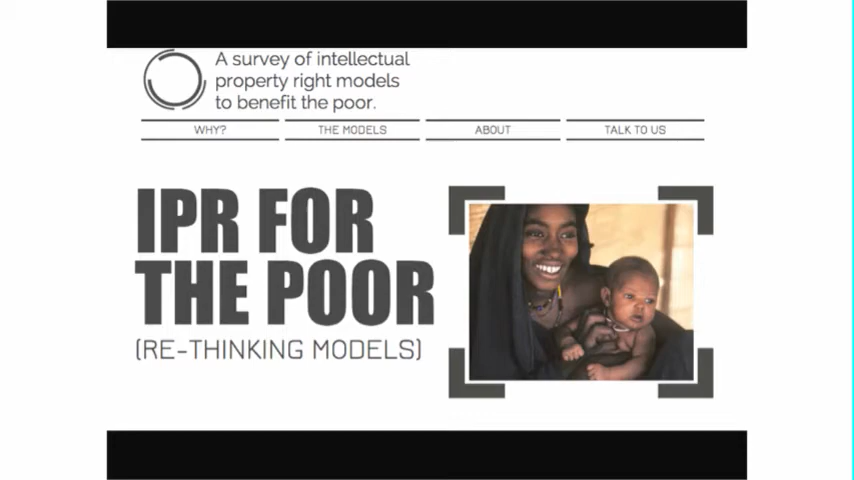 A survey of intellectual
property right models
to benefit the poor.
WHY?
THE MODELS
ABOUT
TALK TO US
IPR FOR
THE POOR
(RE-THINKING MODELS)